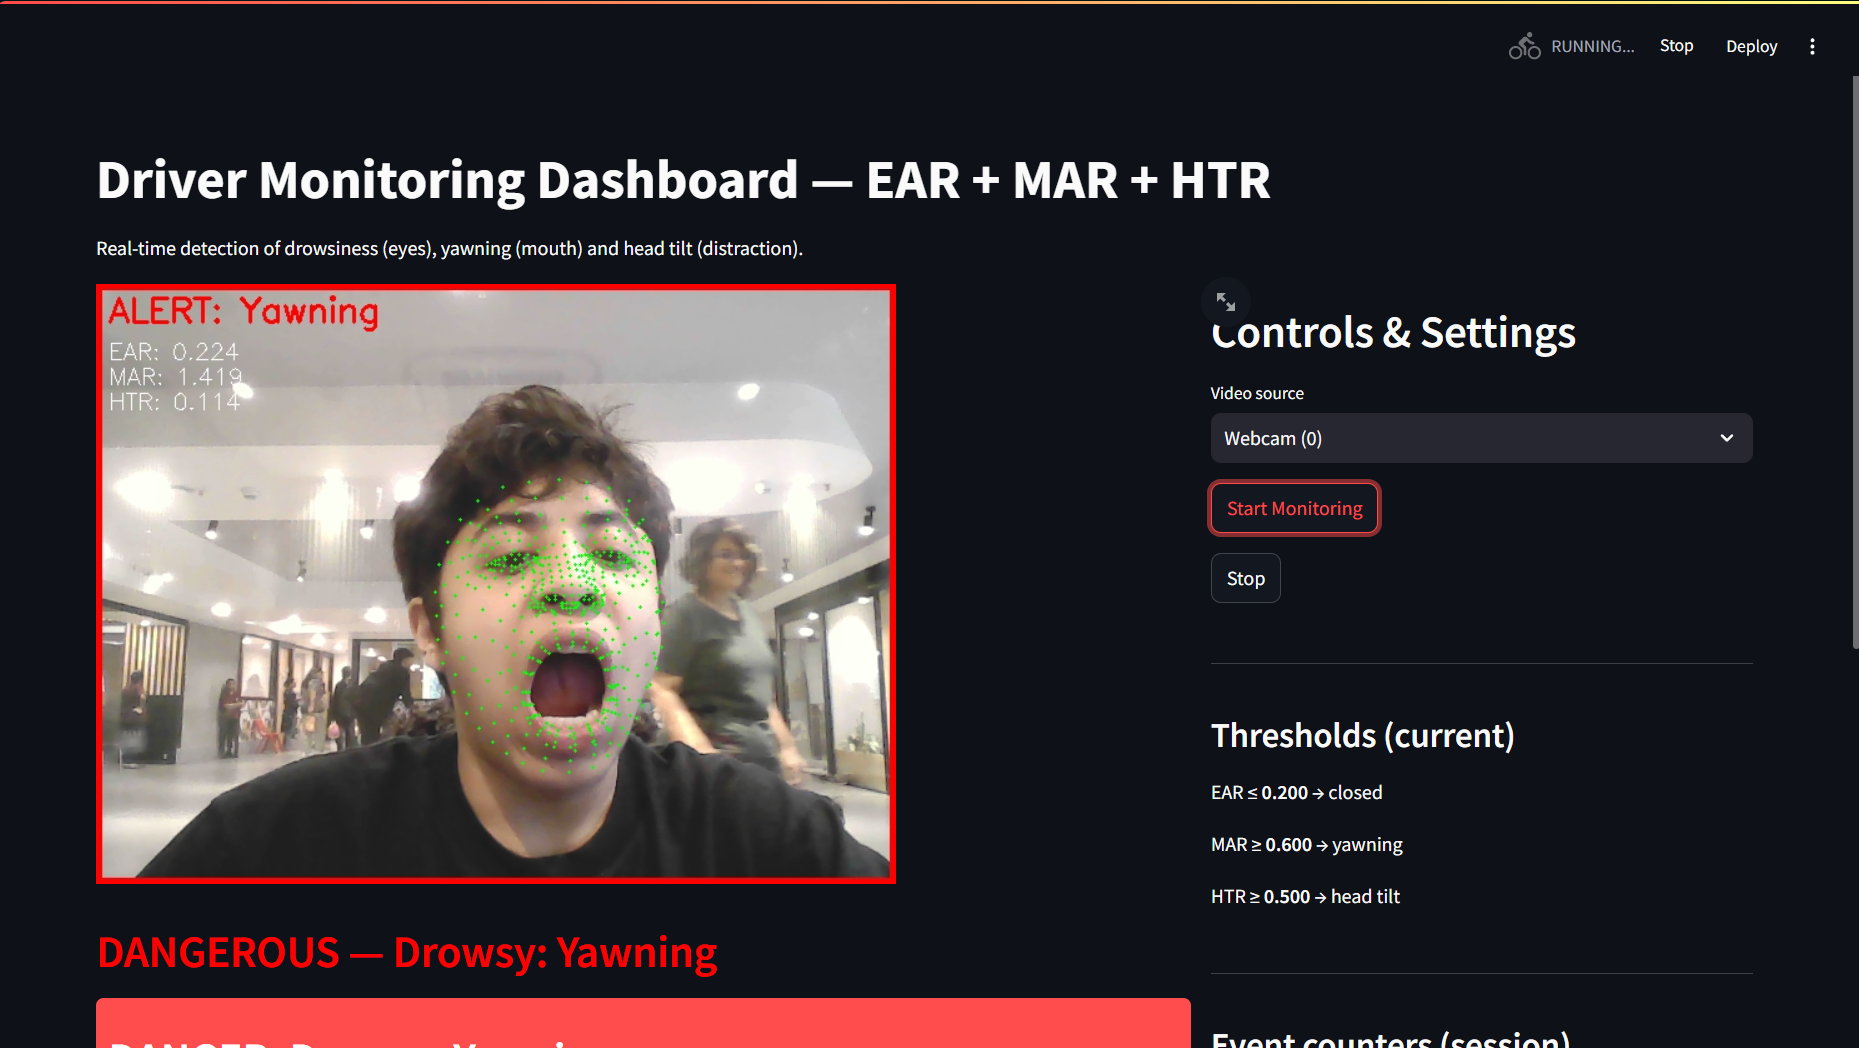 RUNNING...
Stop
Deploy
Driver Monitoring Dashboard — EAR + MAR + HTR
Real-time detection of drowsiness (eyes), yawning (mouth) and head tilt (distraction).
ALERT: Yawning
EAR: 0.224
MAR: 1.419
HTR: 0.114
DANGEROUS — Drowsy: Yawning
Controls & Settings
Video source
Webcam (0)
Start Monitoring
Stop
Thresholds (current)
EAR ≤ 0.200 → closed
MAR ≥ 0.600 → yawning
HTR ≥ 0.500 → head tilt
Event counters (session)